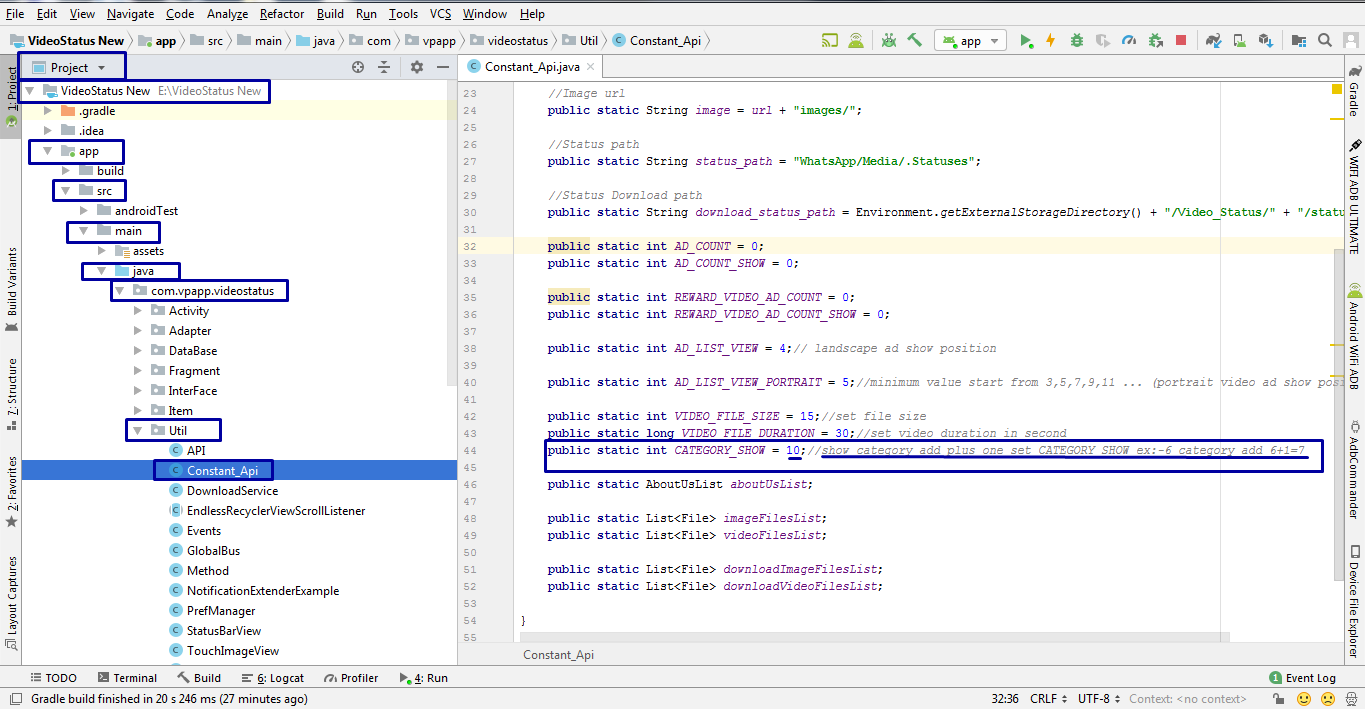 File Edit View Navigate Code Analyze Refactor Build Run Tools VCS Window Help
VideoStatus New app src main java com vpapp videostatus Util Constant_Api app
1: Project
Build Variants
Z: Structure
2: Favorites
Layout Captures
Project
VideoStatus New E:\VideoStatus New
.gradle
.idea
app
build
src
androidTest
main
assets
java
com.vpapp.videostatus
Activity
Adapter
DataBase
Fragment
InterFace
Item
Util
API
Constant_Api
DownloadService
EndlessRecyclerViewScrollListener
Events
GlobalBus
Method
NotificationExtenderExample
PrefManager
StatusBarView
TouchImageView
Constant_Api.java
23 //Image url
24 public static String image = url + "images/";
25
26 //Status path
27 public static String status_path = "WhatsApp/Media/.Statuses";
28
29 //Status Download path
30 public static String download_status_path = Environment.getExternalStorageDirectory() + "/Video_Status/" + "/statu
31
32 public static int AD_COUNT = 0;
33 public static int AD_COUNT_SHOW = 0;
34
35 public static int REWARD_VIDEO_AD_COUNT = 0;
36 public static int REWARD_VIDEO_AD_COUNT_SHOW = 0;
37
38 public static int AD_LIST_VIEW = 4;// landscape ad show position
39
40 public static int AD_LIST_VIEW_PORTRAIT = 5;//minimum value start from 3,5,7,9,11 ... (portrait video ad show posi
41
42 public static int VIDEO_FILE_SIZE = 15;//set file size
43 public static long VIDEO_FILE_DURATION = 30;//set video duration in second
44 public static int CATEGORY_SHOW = 10;//show category add plus one set CATEGORY_SHOW ex:-6 category add 6+1=7
45
46 public static AboutUsList aboutUsList;
47
48 public static List<File> imageFilesList;
49 public static List<File> videoFilesList;
50
51 public static List<File> downloadImageFilesList;
52 public static List<File> downloadVideoFilesList;
53
54 }
55
Constant_Api
Gradle
WIFI ADB ULTIMATE
Android WiFi ADB
AdbCommander
Device File Explorer
TODO Terminal Build 6: Logcat Profiler 4: Run 1 Event Log
Gradle build finished in 20 s 246 ms (27 minutes ago) 32:36 CRLF UTF-8 Context: <no context>